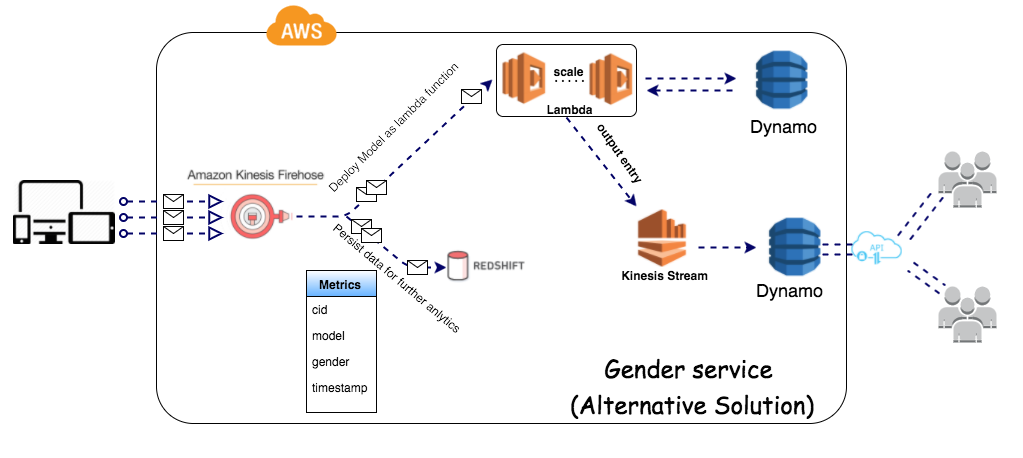 AWS
Amazon Kinesis Firehose
Deploy Model as lambda function
scale
Lambda
Dynamo
output entry
Persist data for further anlytics
REDSHIFT
Kinesis Stream
Dynamo
API
Metrics
cid
model
gender
timestamp
Gender service
(Alternative Solution)